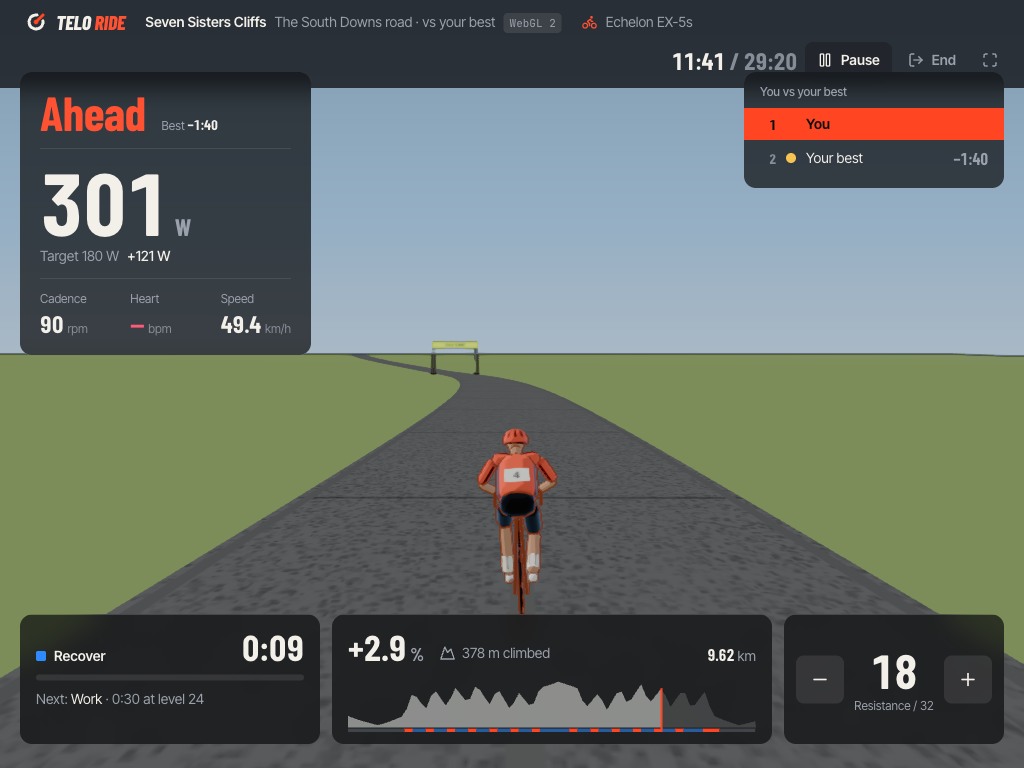 TELO RIDE Seven Sisters Cliffs The South Downs road · vs your best WebGL 2 Echelon EX-5s
11:41 / 29:20 Pause End
Ahead Best −1:40
301 W
Target 180 W +121 W
Cadence Heart Speed
90 rpm — bpm 49.4 km/h
You vs your best
1 You
2 Your best −1:40
4
Recover 0:09
Next: Work · 0:30 at level 24
+2.9 % 378 m climbed 9.62 km
− 18 +
Resistance / 32